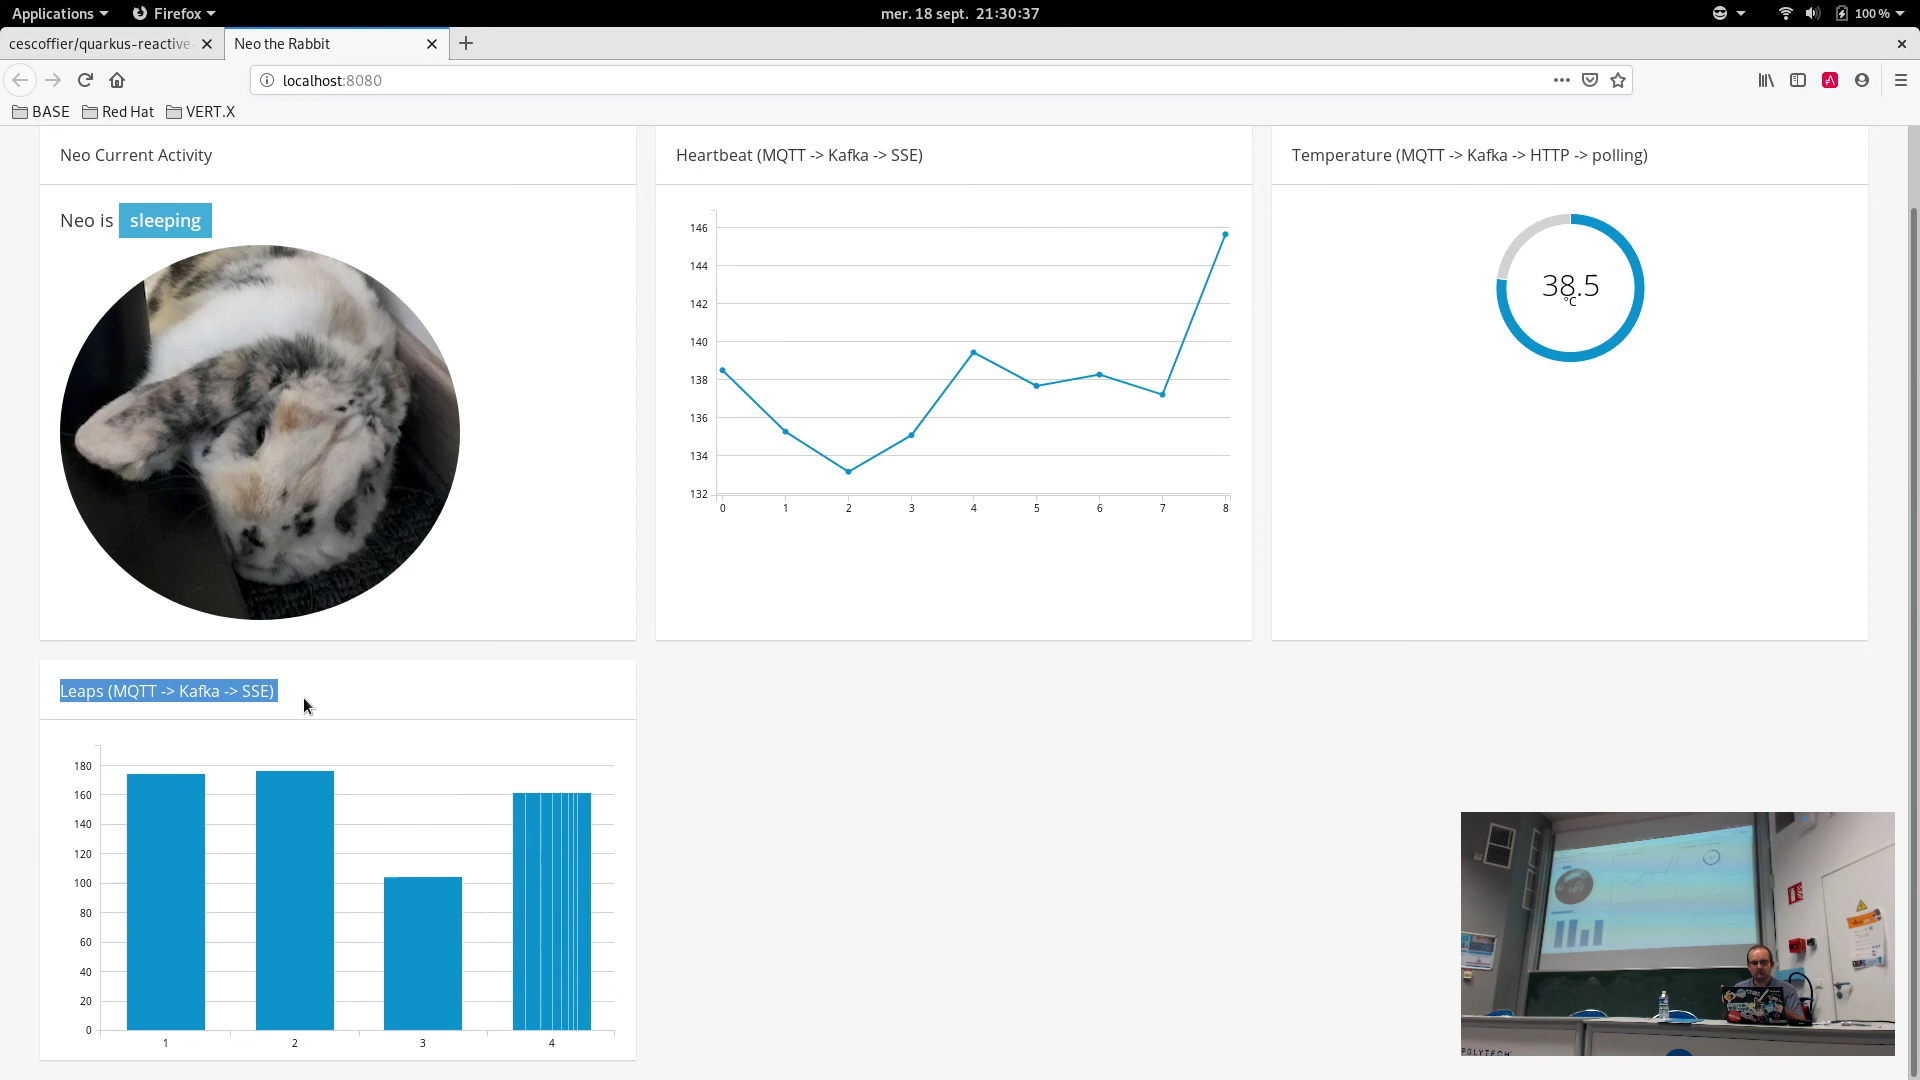 Applications Firefox mer. 18 sept. 21:30:37 100 %
cescoffier/quarkus-reactive- Neo the Rabbit
localhost:8080
BASE Red Hat VERT.X
Neo Current Activity
Neo is sleeping
Heartbeat (MQTT -> Kafka -> SSE)
146
144
142
140
138
136
134
132
0 1 2 3 4 5 6 7 8
Temperature (MQTT -> Kafka -> HTTP -> polling)
38.5
°C
Leaps (MQTT -> Kafka -> SSE)
180
160
140
120
100
80
60
40
20
0
1 2 3 4
POLYTECH